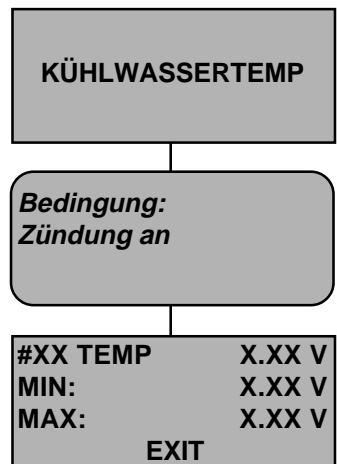 KÜHLWASSERTEMP
Bedingung:
Zündung an
#XX TEMP X.XX V
MIN: X.XX V
MAX: X.XX V
EXIT